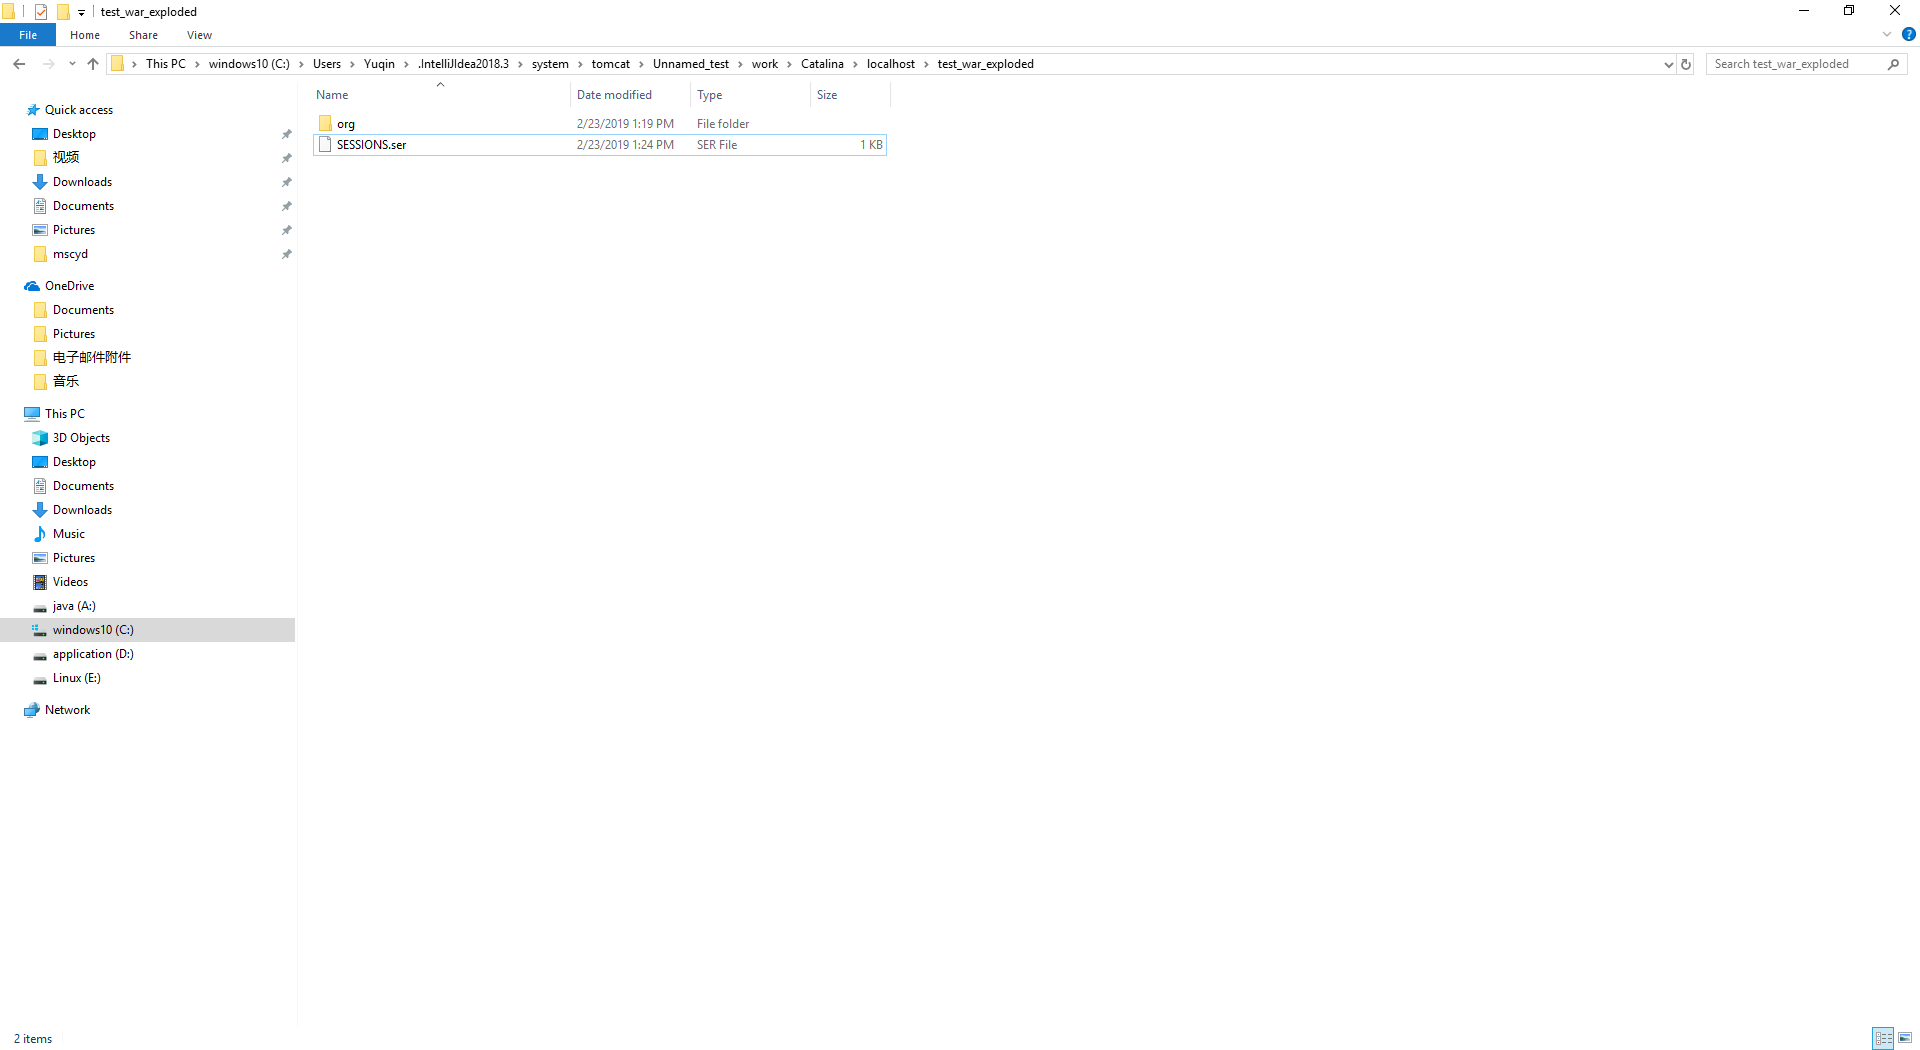 test_war_exploded
File Home Share View
This PC windows10 (C:) Users Yuqin .IntelliJIdea2018.3 system tomcat Unnamed_test work Catalina localhost test_war_exploded Search test_war_exploded
Name Date modified Type Size
org 2/23/2019 1:19 PM File folder
SESSIONS.ser 2/23/2019 1:24 PM SER File 1 KB
Quick access
Desktop
视频
Downloads
Documents
Pictures
mscyd
OneDrive
Documents
Pictures
电子邮件附件
音乐
This PC
3D Objects
Desktop
Documents
Downloads
Music
Pictures
Videos
java (A:)
windows10 (C:)
application (D:)
Linux (E:)
Network
2 items